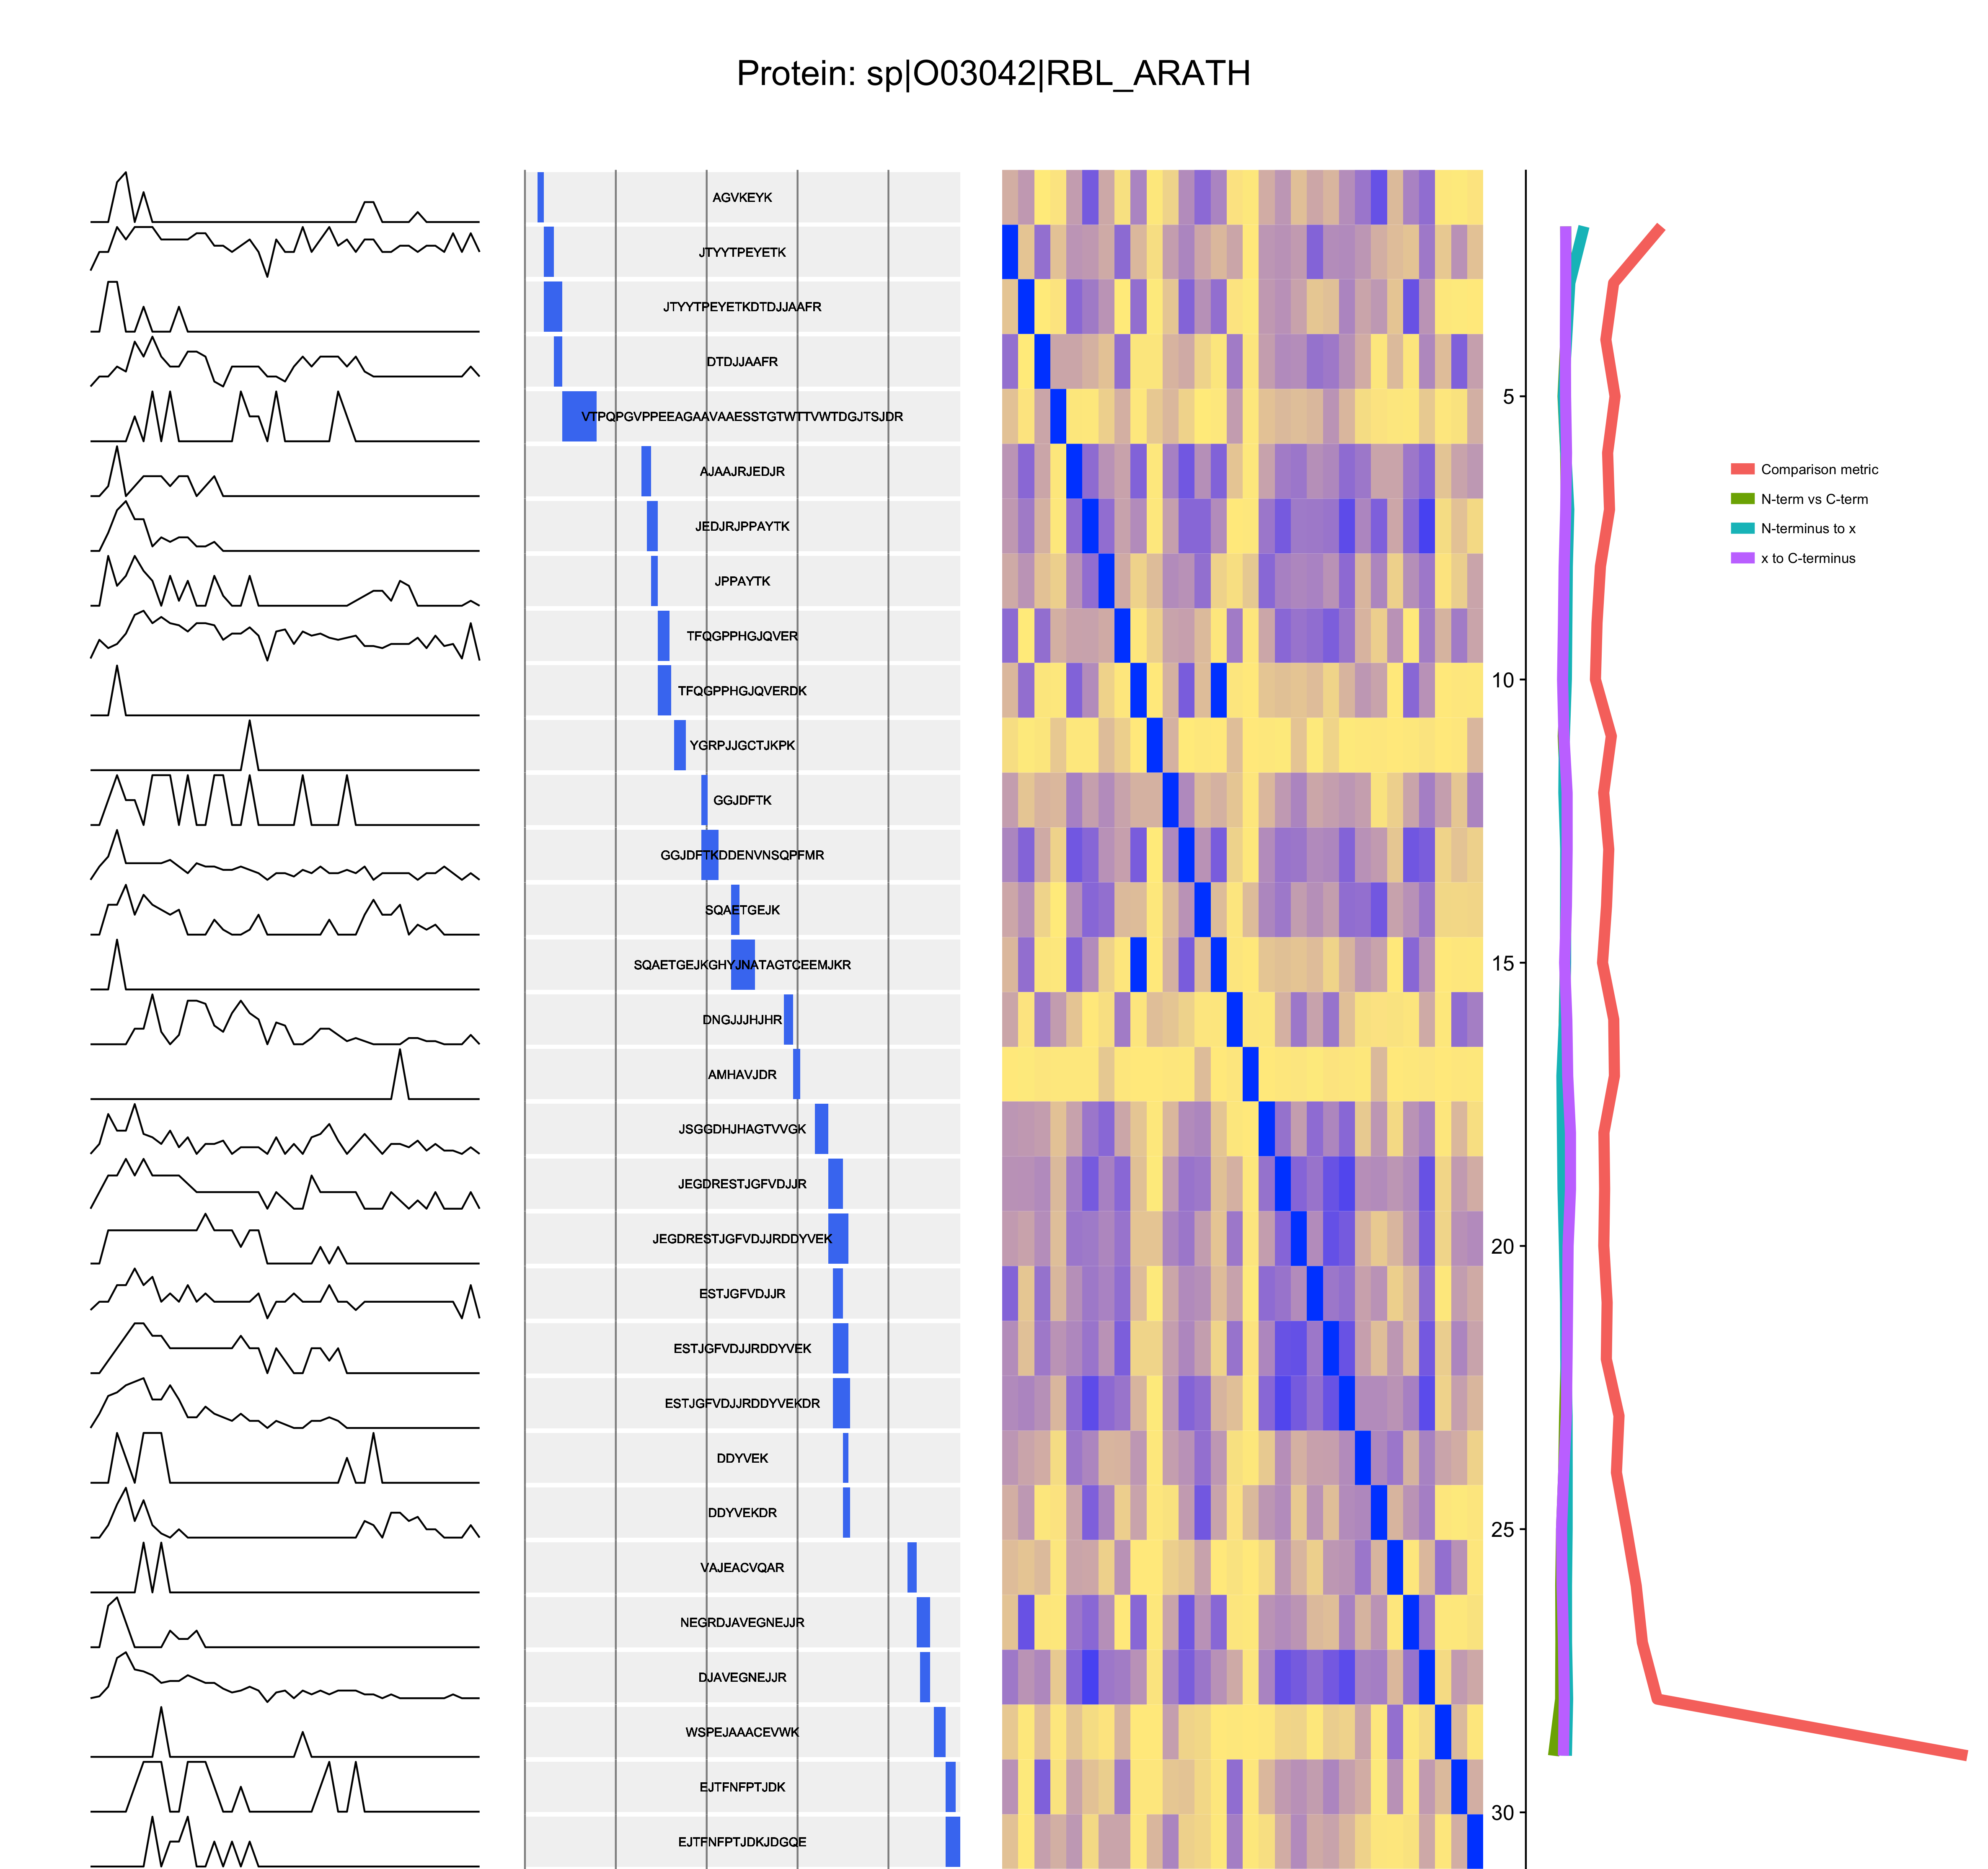 Protein: sp|O03042|RBL_ARATH
AGVKEYK
JTYYTPEYETK
JTYYTPEYETKDTDJJAAFR
DTDJJAAFR
VTPQPGVPPEEAGAAVAAESSTGTWTTVWTDGJTSJDR
AJAAJRJEDJR
JEDJRJPPAYTK
JPPAYTK
TFQGPPHGJQVER
TFQGPPHGJQVERDK
YGRPJJGCTJKPK
GGJDFTK
GGJDFTKDDENVNSQPFMR
SQAETGEJK
SQAETGEJKGHYJNATAGTCEEMJKR
DNGJJJHJHR
AMHAVJDR
JSGGDHJHAGTVVGK
JEGDRESTJGFVDJJR
JEGDRESTJGFVDJJRDDYVEK
ESTJGFVDJJR
ESTJGFVDJJRDDYVEK
ESTJGFVDJJRDDYVEKDR
DDYVEK
DDYVEKDR
VAJEACVQAR
NEGRDJAVEGNEJJR
DJAVEGNEJJR
WSPEJAAACEVWK
EJTFNFPTJDK
EJTFNFPTJDKJDGQE
5
10
15
20
25
30
Comparison metric
N-term vs C-term
N-terminus to x
x to C-terminus